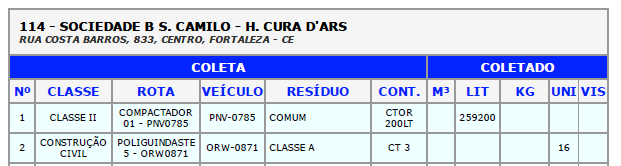 114 - SOCIEDADE B S. CAMILO - H. CURA D'ARS
RUA COSTA BARROS, 833, CENTRO, FORTALEZA - CE
COLETA COLETADO
Nº CLASSE ROTA VEÍCULO RESÍDUO CONT. M³ LIT KG UNI VIS
1 CLASSE II COMPACTADOR 01 - PNV0785 PNV-0785 COMUM CTOR 200LT 259200
2 CONSTRUÇÃO CIVIL POLIGUINDASTE 5 - ORW0871 ORW-0871 CLASSE A CT 3 16